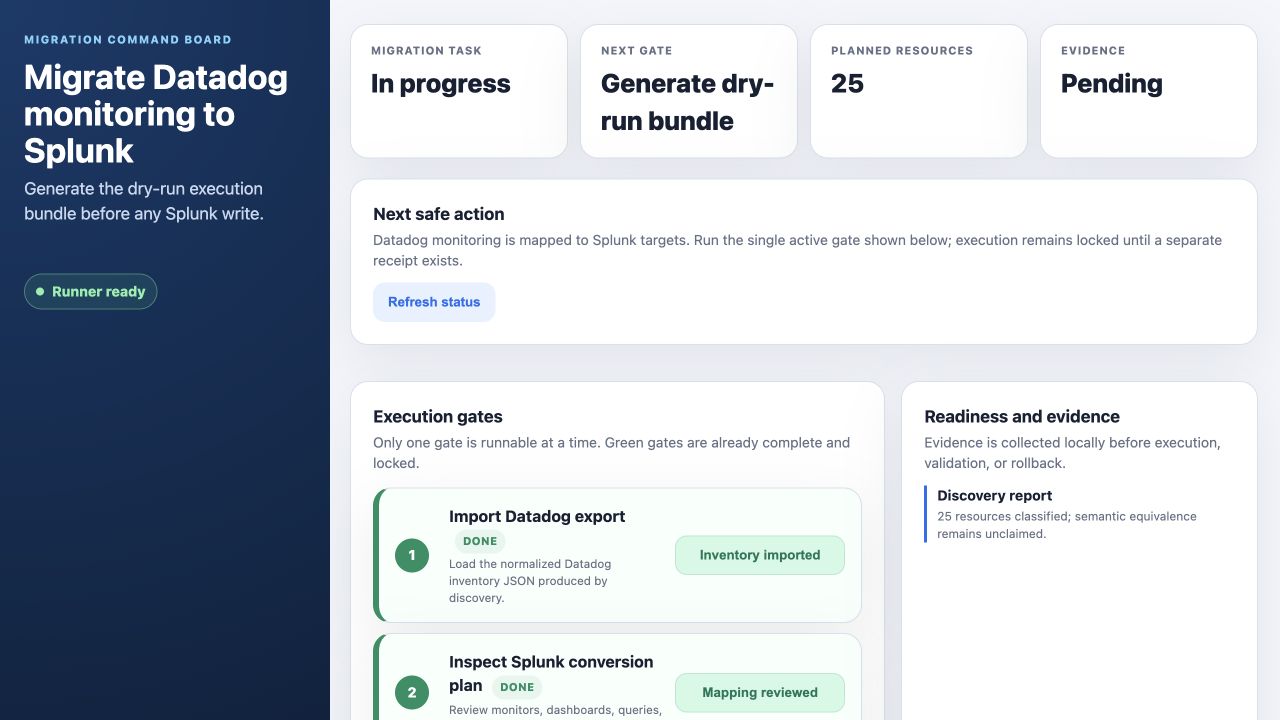 MIGRATION COMMAND BOARD
Migrate Datadog
monitoring to
Splunk
Generate the dry-run execution
bundle before any Splunk write.
Runner ready
MIGRATION TASK
In progress
NEXT GATE
Generate dry-
run bundle
PLANNED RESOURCES
25
EVIDENCE
Pending
Next safe action
Datadog monitoring is mapped to Splunk targets. Run the single active gate shown below; execution remains locked until a separate
receipt exists.
Refresh status
Execution gates
Only one gate is runnable at a time. Green gates are already complete and
locked.
1
Import Datadog export
DONE
Load the normalized Datadog
inventory JSON produced by
discovery.
Inventory imported
2
Inspect Splunk conversion
plan DONE
Review monitors, dashboards, queries,
Mapping reviewed
Readiness and evidence
Evidence is collected locally before execution,
validation, or rollback.
Discovery report
25 resources classified; semantic equivalence
remains unclaimed.